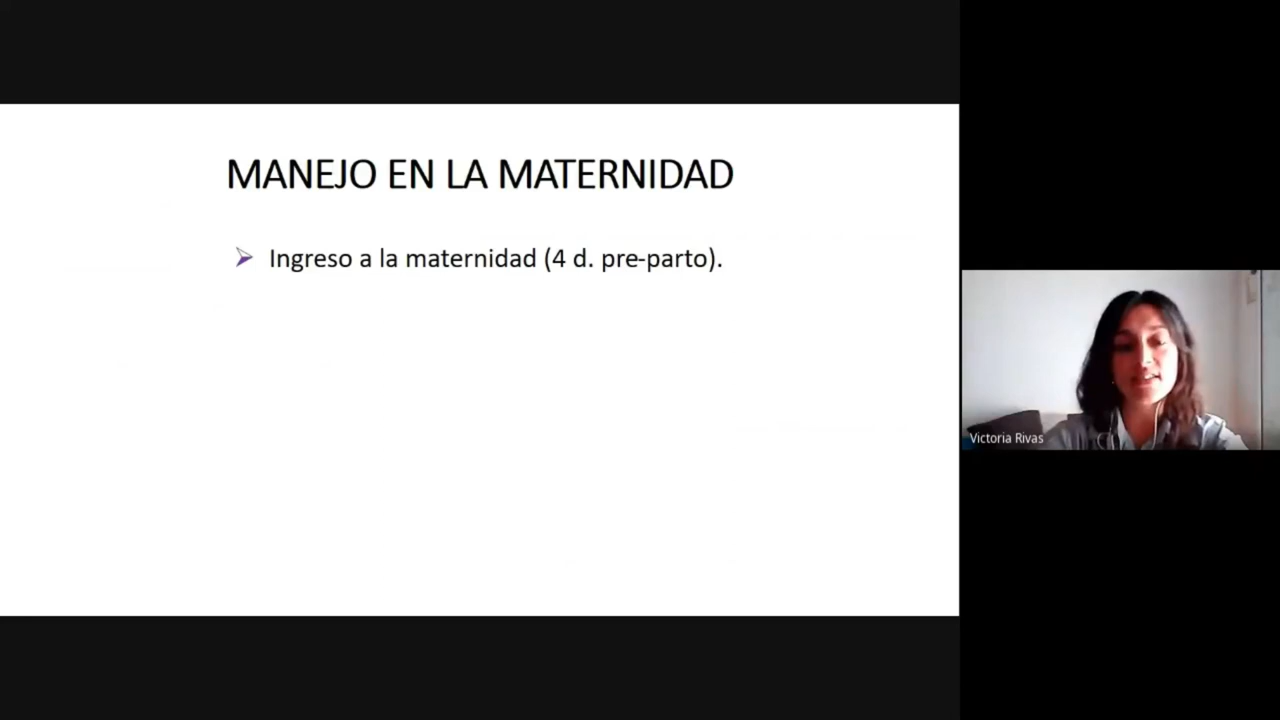 MANEJO EN LA MATERNIDAD
Ingreso a la maternidad (4 d. pre-parto).
Victoria Rivas